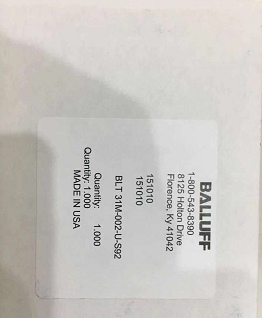 BALLUFF
1-800-543-8390
8125 Holton Drive
Florence, Ky 41042
151010
151010
BLT 31M-002-U-S92
Quantity: 1.000
Quantity: 1,000
MADE IN USA